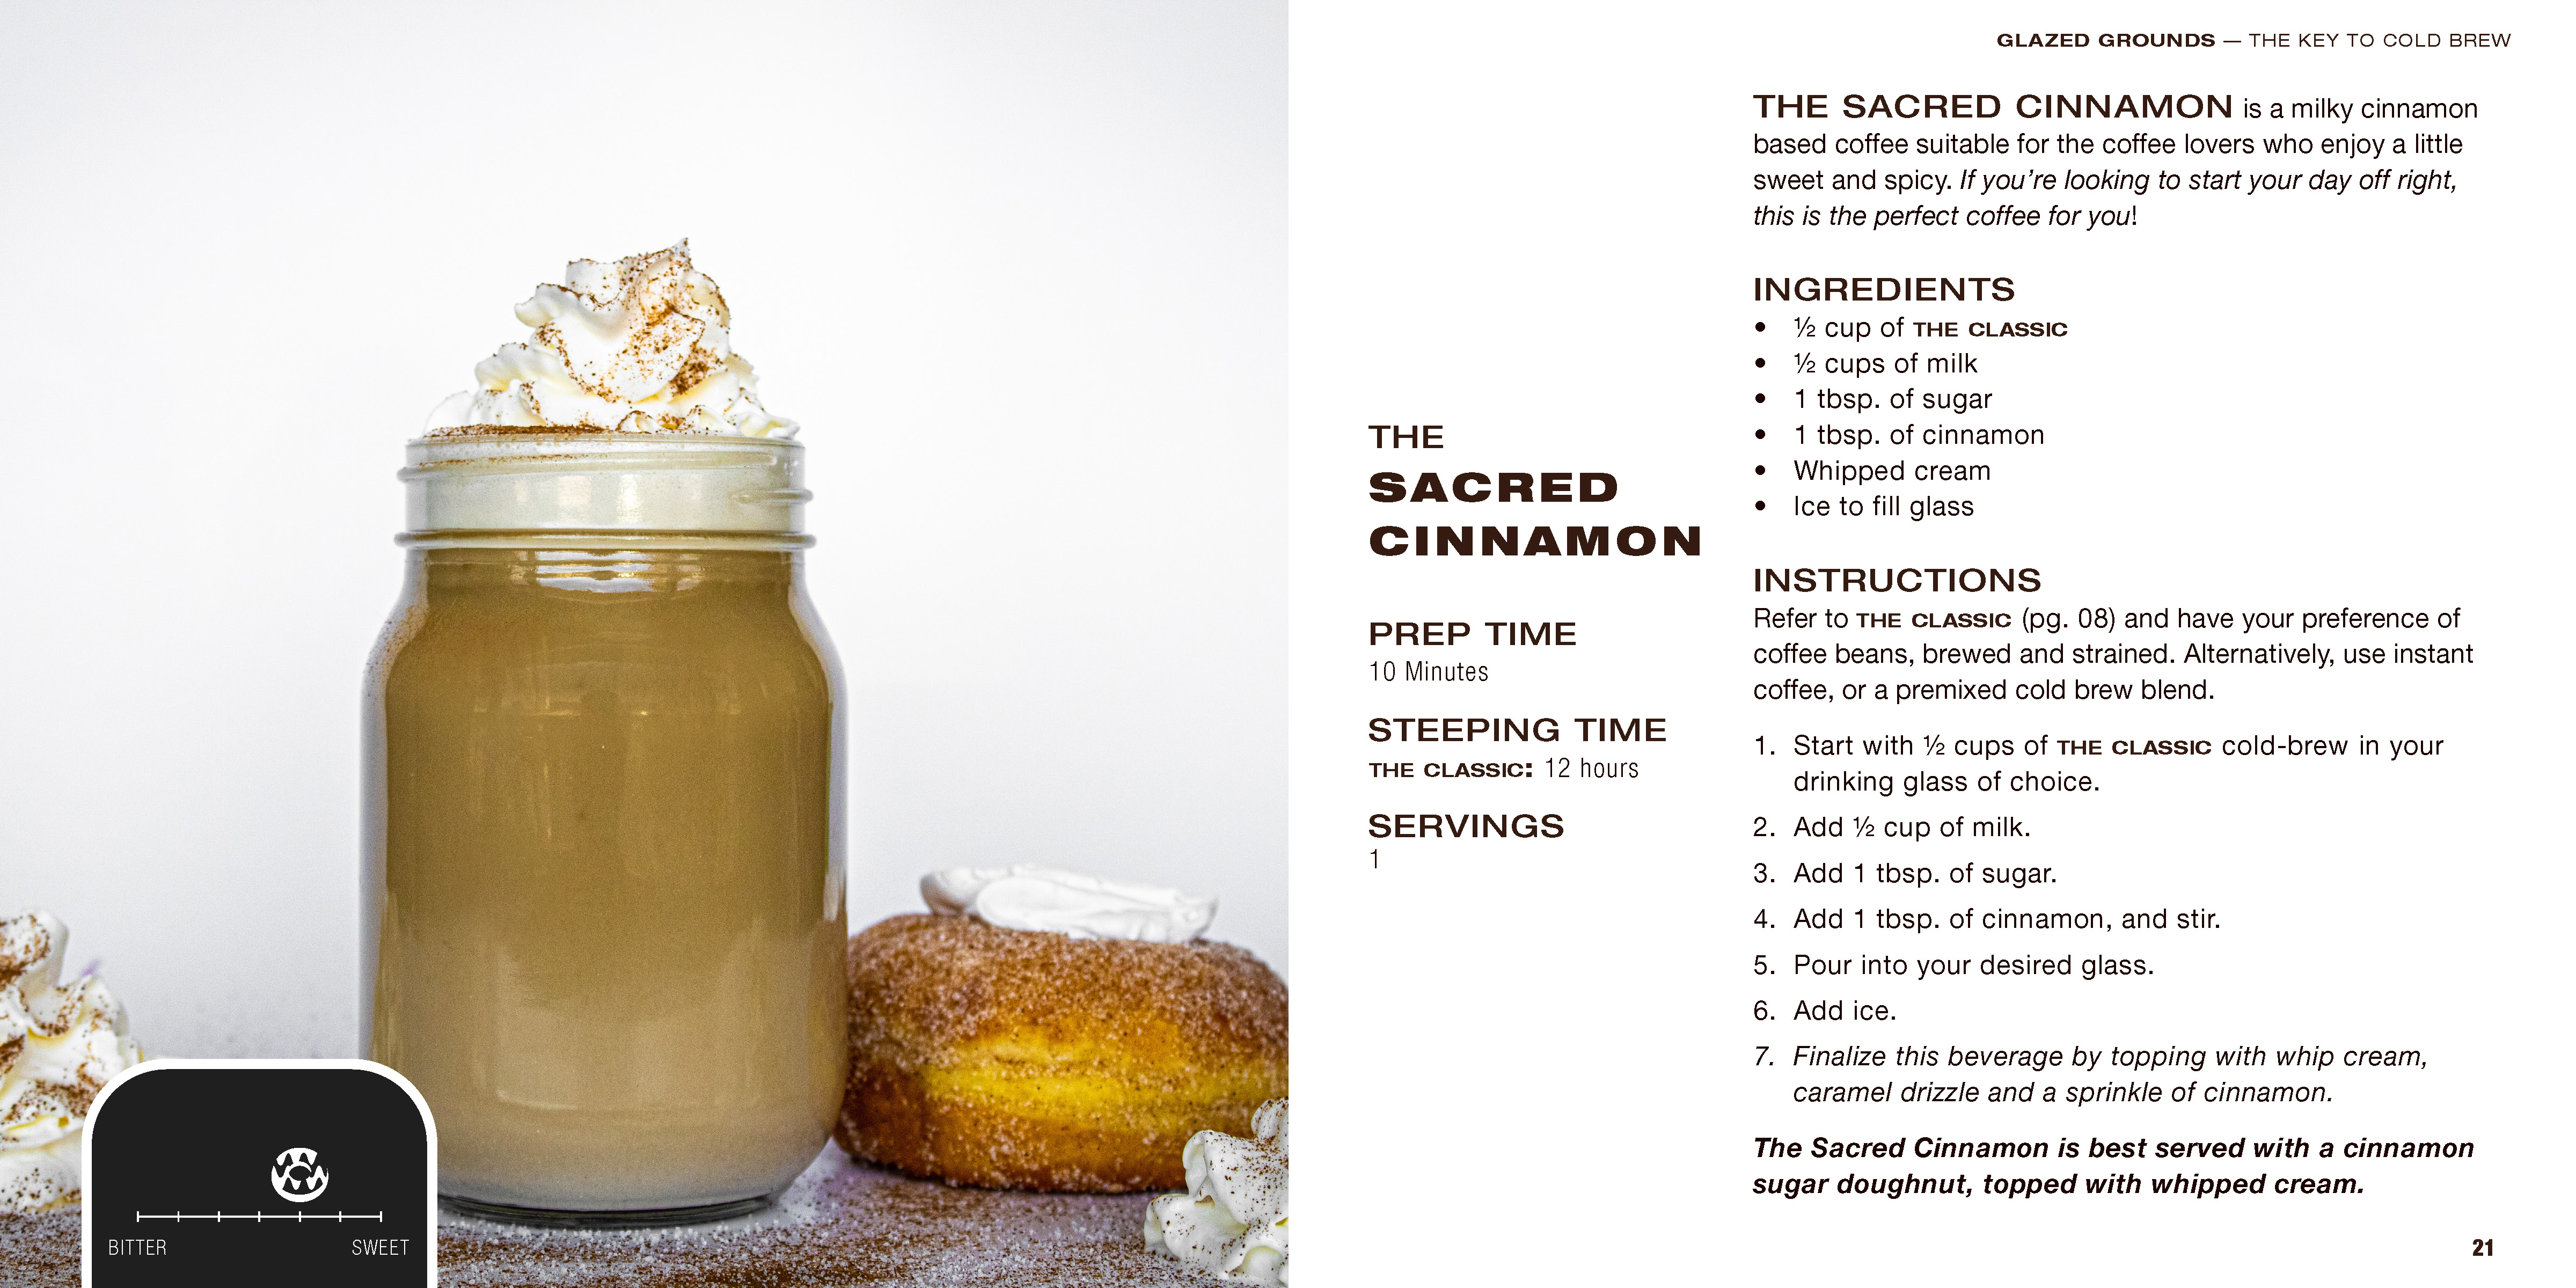 GLAZED GROUNDS — THE KEY TO COLD BREW
THE
SACRED
CINNAMON
PREP TIME
10 Minutes
STEEPING TIME
THE CLASSIC: 12 hours
SERVINGS
1
THE SACRED CINNAMON is a milky cinnamon
based coffee suitable for the coffee lovers who enjoy a little
sweet and spicy. If you’re looking to start your day off right,
this is the perfect coffee for you!
INGREDIENTS
• ½ cup of THE CLASSIC
• ½ cups of milk
• 1 tbsp. of sugar
• 1 tbsp. of cinnamon
• Whipped cream
• Ice to fill glass
INSTRUCTIONS
Refer to THE CLASSIC (pg. 08) and have your preference of
coffee beans, brewed and strained. Alternatively, use instant
coffee, or a premixed cold brew blend.
1. Start with ½ cups of THE CLASSIC cold-brew in your
drinking glass of choice.
2. Add ½ cup of milk.
3. Add 1 tbsp. of sugar.
4. Add 1 tbsp. of cinnamon, and stir.
5. Pour into your desired glass.
6. Add ice.
7. Finalize this beverage by topping with whip cream,
caramel drizzle and a sprinkle of cinnamon.
The Sacred Cinnamon is best served with a cinnamon
sugar doughnut, topped with whipped cream.
BITTER SWEET
21